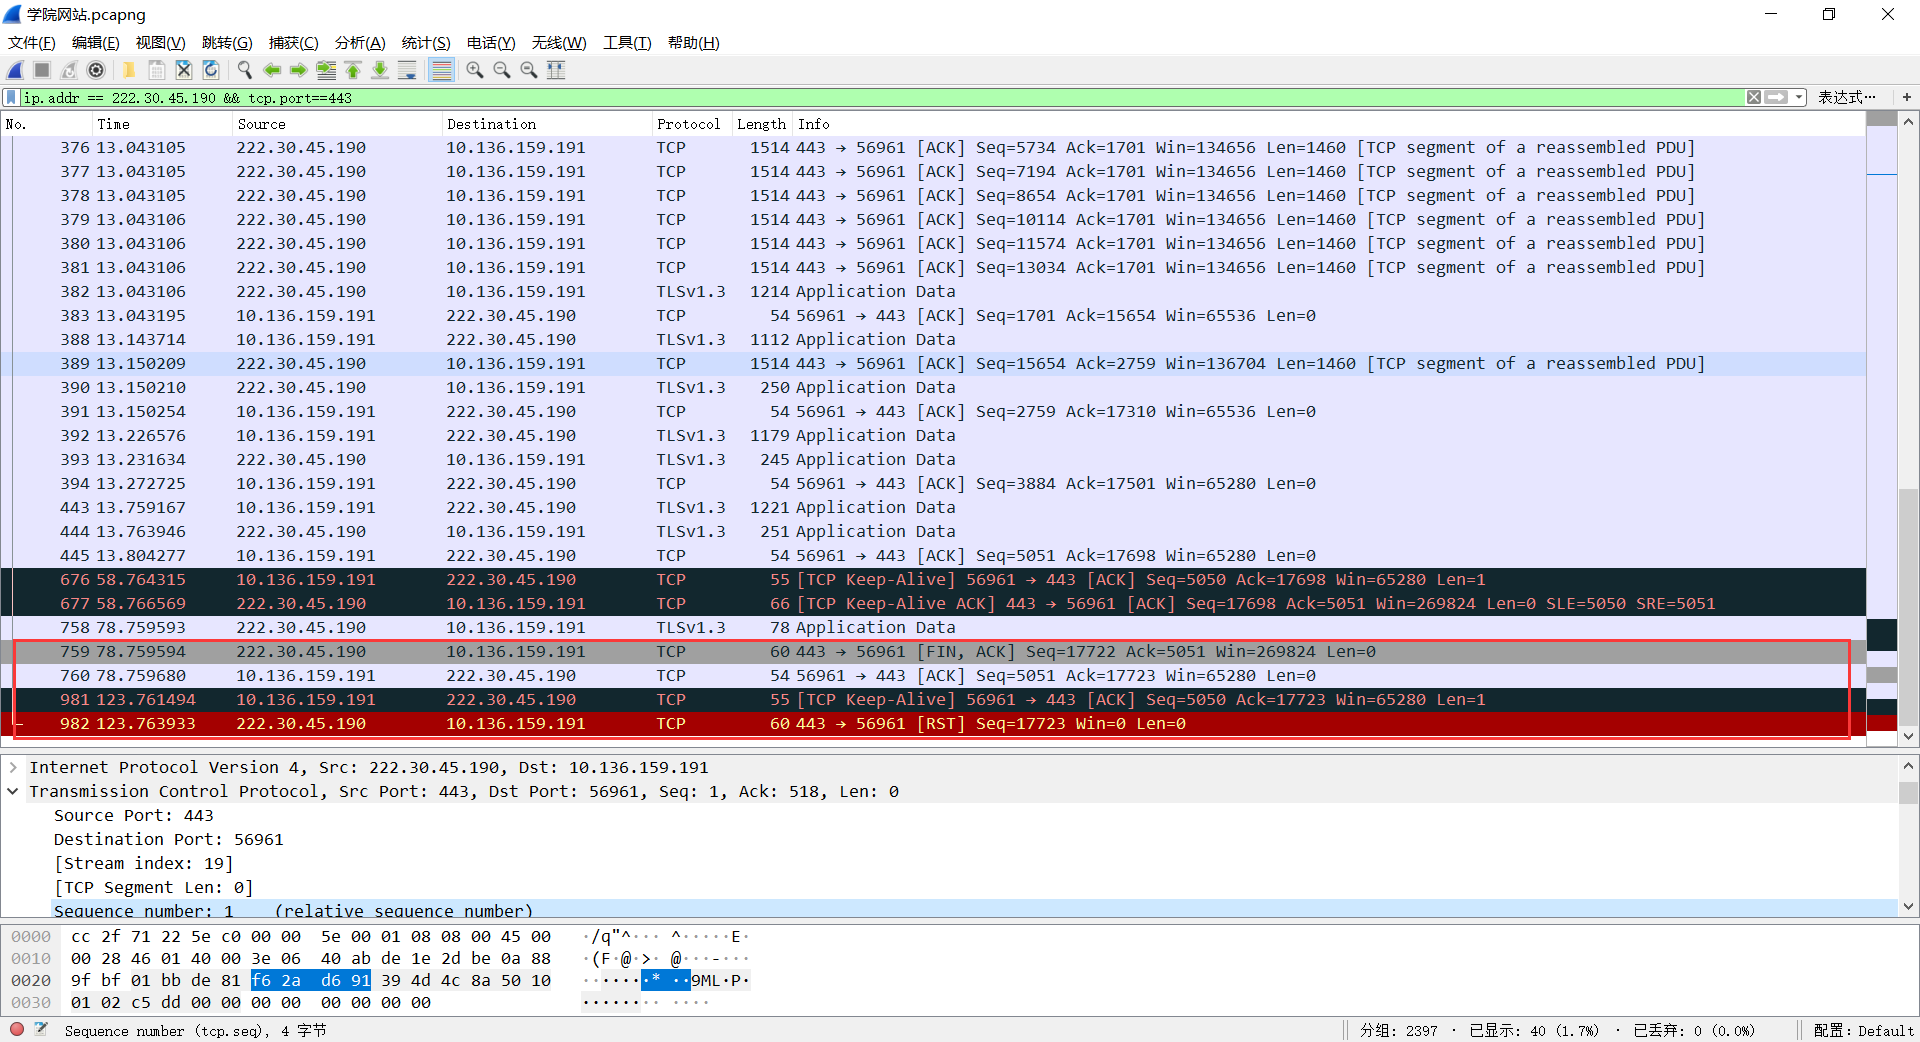 学院网站.pcapng
文件(F) 编辑(E) 视图(V) 跳转(G) 捕获(C) 分析(A) 统计(S) 电话(Y) 无线(W) 工具(T) 帮助(H)
ip.addr == 222.30.45.190 && tcp.port==443 表达式… +
No. Time Source Destination Protocol Length Info
376 13.043105 222.30.45.190 10.136.159.191 TCP 1514 443 → 56961 [ACK] Seq=5734 Ack=1701 Win=134656 Len=1460 [TCP segment of a reassembled PDU]
377 13.043105 222.30.45.190 10.136.159.191 TCP 1514 443 → 56961 [ACK] Seq=7194 Ack=1701 Win=134656 Len=1460 [TCP segment of a reassembled PDU]
378 13.043105 222.30.45.190 10.136.159.191 TCP 1514 443 → 56961 [ACK] Seq=8654 Ack=1701 Win=134656 Len=1460 [TCP segment of a reassembled PDU]
379 13.043106 222.30.45.190 10.136.159.191 TCP 1514 443 → 56961 [ACK] Seq=10114 Ack=1701 Win=134656 Len=1460 [TCP segment of a reassembled PDU]
380 13.043106 222.30.45.190 10.136.159.191 TCP 1514 443 → 56961 [ACK] Seq=11574 Ack=1701 Win=134656 Len=1460 [TCP segment of a reassembled PDU]
381 13.043106 222.30.45.190 10.136.159.191 TCP 1514 443 → 56961 [ACK] Seq=13034 Ack=1701 Win=134656 Len=1460 [TCP segment of a reassembled PDU]
382 13.043106 222.30.45.190 10.136.159.191 TLSv1.3 1214 Application Data
383 13.043195 10.136.159.191 222.30.45.190 TCP 54 56961 → 443 [ACK] Seq=1701 Ack=15654 Win=65536 Len=0
388 13.143714 10.136.159.191 222.30.45.190 TLSv1.3 1112 Application Data
389 13.150209 222.30.45.190 10.136.159.191 TCP 1514 443 → 56961 [ACK] Seq=15654 Ack=2759 Win=136704 Len=1460 [TCP segment of a reassembled PDU]
390 13.150210 222.30.45.190 10.136.159.191 TLSv1.3 250 Application Data
391 13.150254 10.136.159.191 222.30.45.190 TCP 54 56961 → 443 [ACK] Seq=2759 Ack=17310 Win=65536 Len=0
392 13.226576 10.136.159.191 222.30.45.190 TLSv1.3 1179 Application Data
393 13.231634 222.30.45.190 10.136.159.191 TLSv1.3 245 Application Data
394 13.272725 10.136.159.191 222.30.45.190 TCP 54 56961 → 443 [ACK] Seq=3884 Ack=17501 Win=65280 Len=0
443 13.759167 10.136.159.191 222.30.45.190 TLSv1.3 1221 Application Data
444 13.763946 222.30.45.190 10.136.159.191 TLSv1.3 251 Application Data
445 13.804277 10.136.159.191 222.30.45.190 TCP 54 56961 → 443 [ACK] Seq=5051 Ack=17698 Win=65280 Len=0
676 58.764315 10.136.159.191 222.30.45.190 TCP 55 [TCP Keep-Alive] 56961 → 443 [ACK] Seq=5050 Ack=17698 Win=65280 Len=1
677 58.766569 222.30.45.190 10.136.159.191 TCP 66 [TCP Keep-Alive ACK] 443 → 56961 [ACK] Seq=17698 Ack=5051 Win=269824 Len=0 SLE=5050 SRE=5051
758 78.759593 222.30.45.190 10.136.159.191 TLSv1.3 78 Application Data
759 78.759594 222.30.45.190 10.136.159.191 TCP 60 443 → 56961 [FIN, ACK] Seq=17722 Ack=5051 Win=269824 Len=0
760 78.759680 10.136.159.191 222.30.45.190 TCP 54 56961 → 443 [ACK] Seq=5051 Ack=17723 Win=65280 Len=0
981 123.761494 10.136.159.191 222.30.45.190 TCP 55 [TCP Keep-Alive] 56961 → 443 [ACK] Seq=5050 Ack=17723 Win=65280 Len=1
982 123.763933 222.30.45.190 10.136.159.191 TCP 60 443 → 56961 [RST] Seq=17723 Win=0 Len=0
Internet Protocol Version 4, Src: 222.30.45.190, Dst: 10.136.159.191
Transmission Control Protocol, Src Port: 443, Dst Port: 56961, Seq: 1, Ack: 518, Len: 0
Source Port: 443
Destination Port: 56961
[Stream index: 19]
[TCP Segment Len: 0]
Sequence number: 1 (relative sequence number)
0000 cc 2f 71 22 5e c0 00 00 5e 00 01 08 08 00 45 00 ·/q"^··· ^·····E·
0010 00 28 46 01 40 00 3e 06 40 ab de 1e 2d be 0a 88 ·(F·@·>· @···-···
0020 9f bf 01 bb de 81 f6 2a d6 91 39 4d 4c 8a 50 10 ·······* ··9ML·P·
0030 01 02 c5 dd 00 00 00 00 00 00 00 00 ········ ····
Sequence number (tcp.seq), 4 字节 分组: 2397 · 已显示: 40 (1.7%) · 已丢弃: 0 (0.0%) 配置: Default